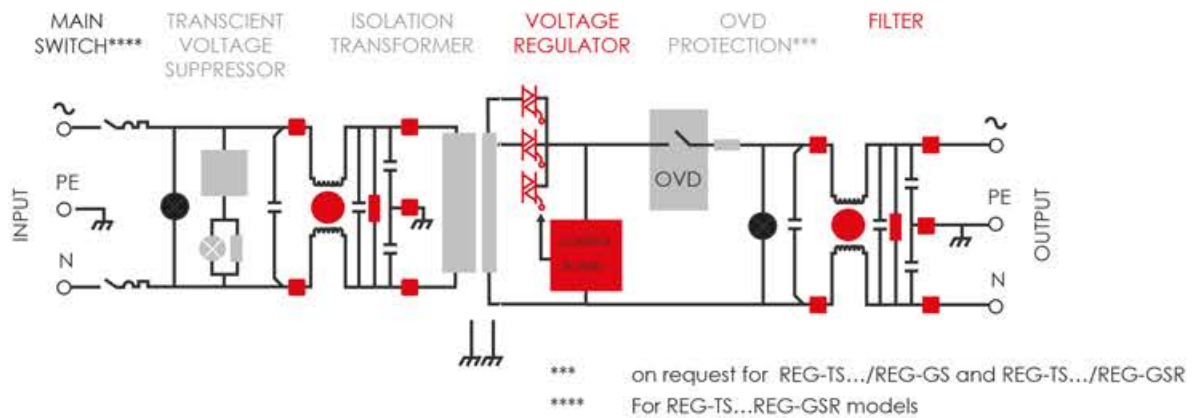 MAIN
SWITCH****
TRANSCIENT
VOLTAGE
SUPPRESSOR
ISOLATION
TRANSFORMER
VOLTAGE
REGULATOR
OVD
PROTECTION***
FILTER
INPUT
~
PE
N
OVD
~
PE
N
OUTPUT
*** on request for REG-TS.../REG-GS and REG-TS.../REG-GSR
**** For REG-TS...REG-GSR models